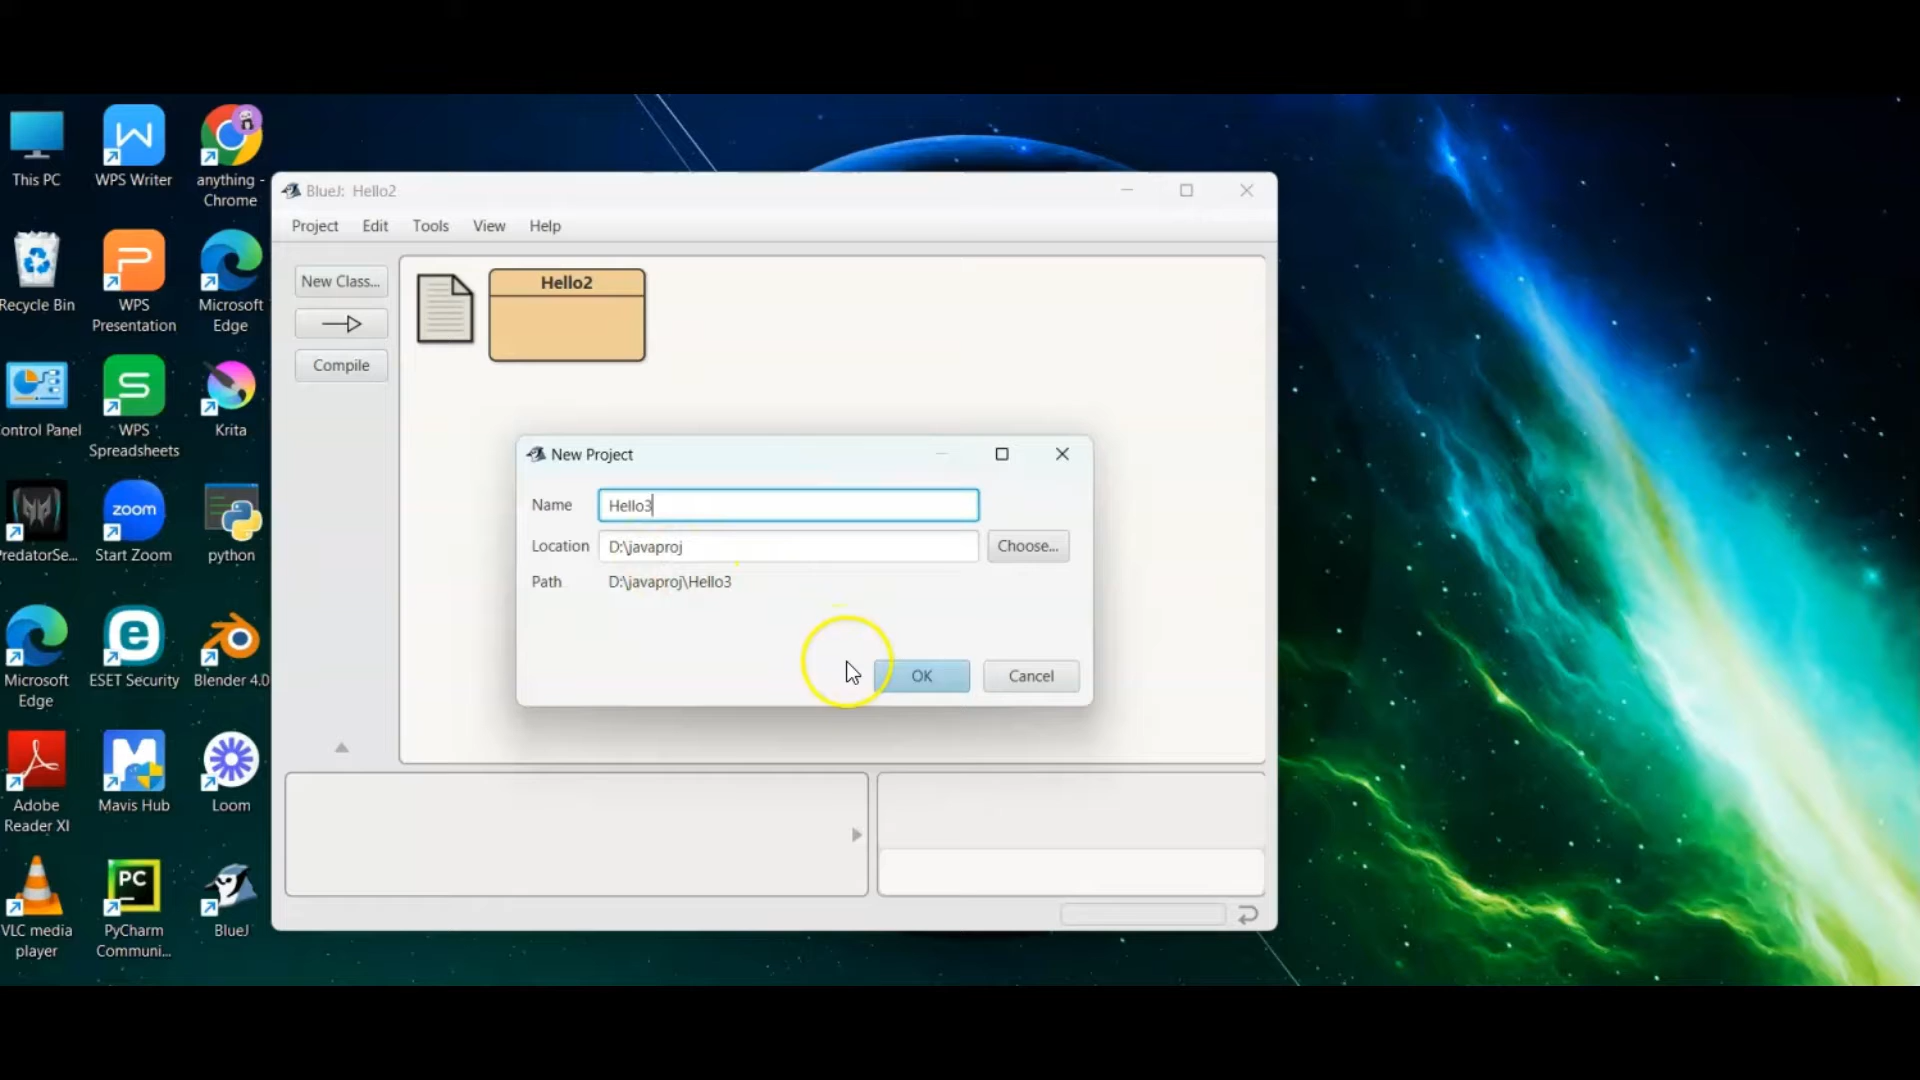 This PC
WPS Writer
anything -
Chrome
Recycle Bin
WPS
Presentation
Microsoft
Edge
ontrol Panel
WPS
Spreadsheets
Krita
PredatorSe...
zoom
Start Zoom
python
Microsoft
Edge
ESET Security
Blender 4.0
Adobe
Reader XI
Mavis Hub
Loom
VLC media
player
PC
PyCharm
Communi...
BlueJ
BlueJ: Hello2
Project Edit Tools View Help
New Class...
Compile
Hello2
New Project
Name Hello3
Location D:\javaproj Choose...
Path D:\javaproj\Hello3
OK Cancel